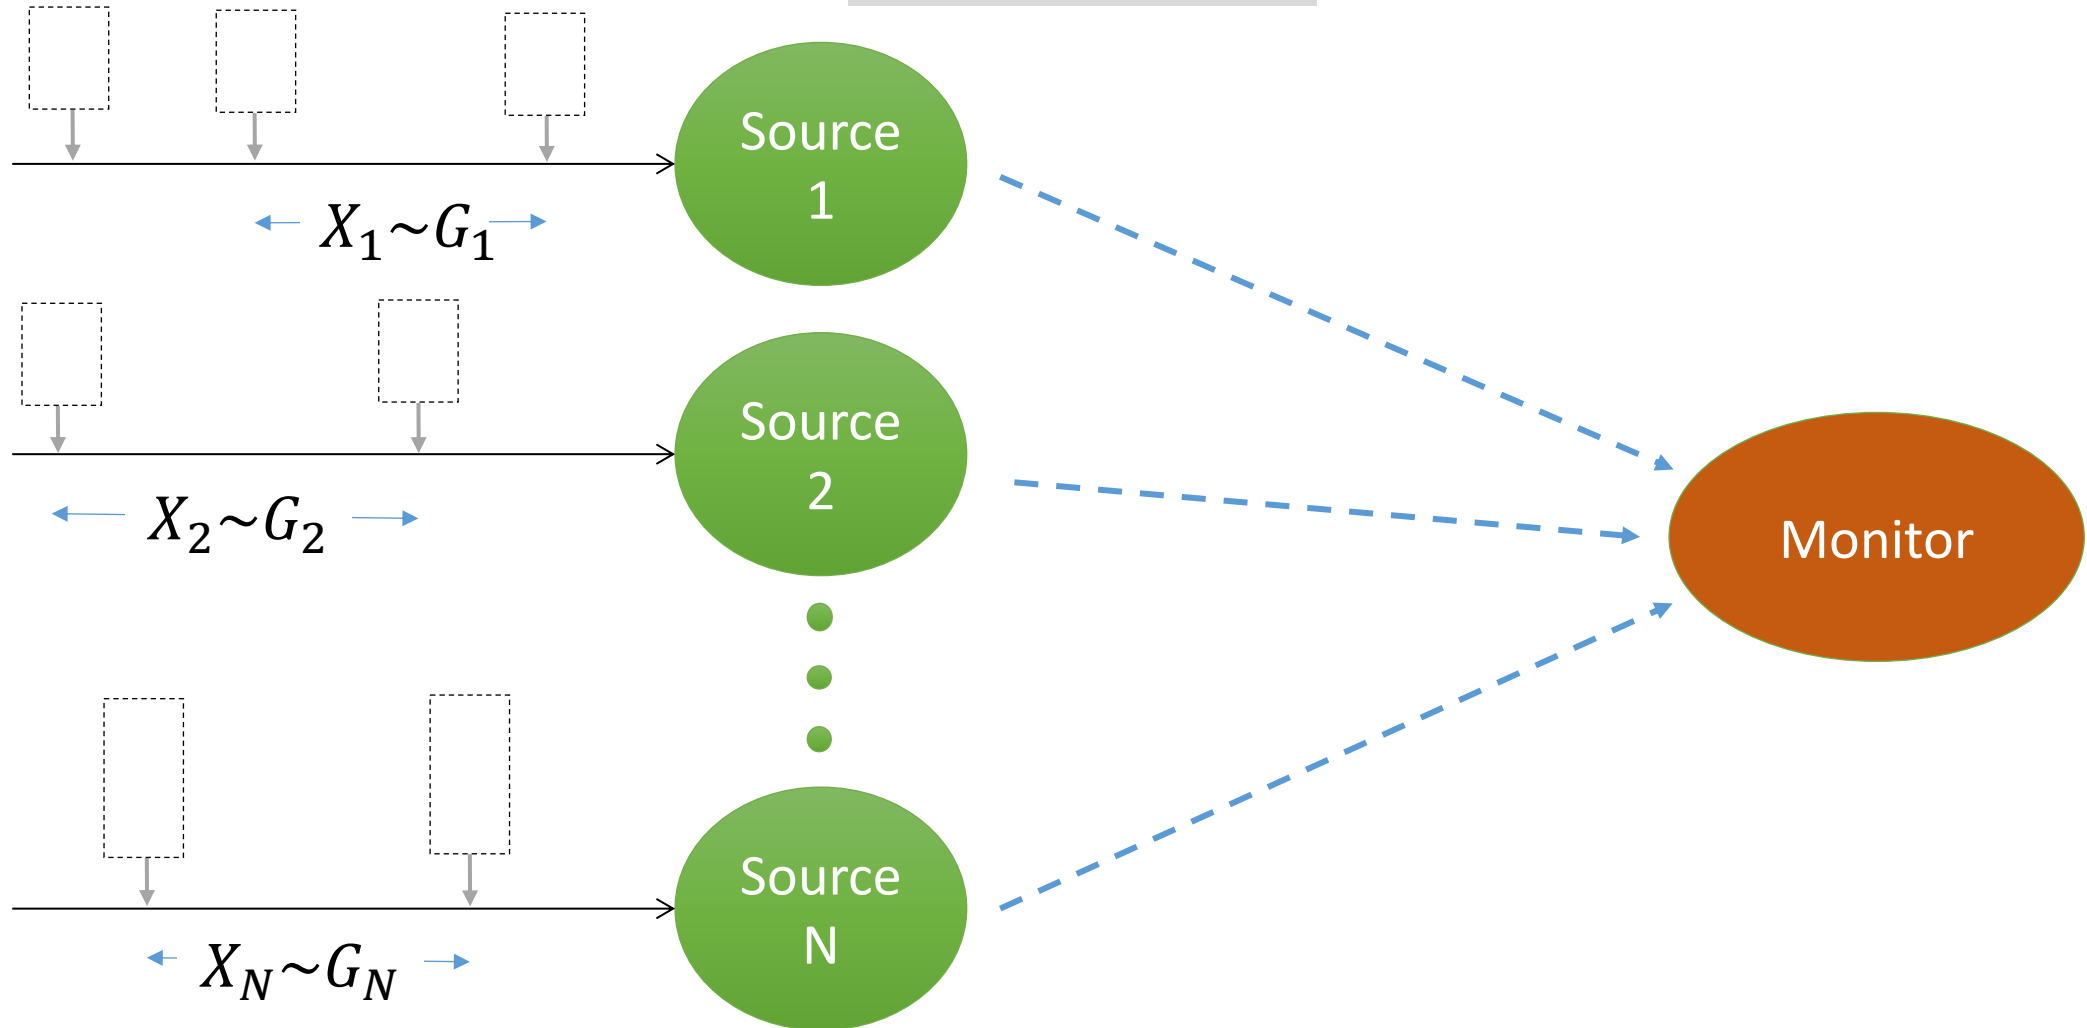 Source
1
X₁~G₁
Source
2
X₂~G₂
Monitor
Source
N
X_N~G_N